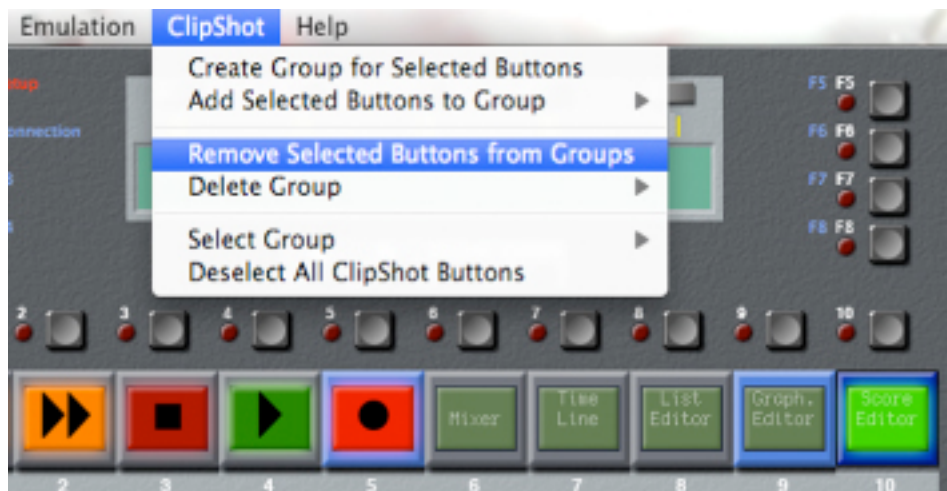 Emulation ClipShot Help
Create Group for Selected Buttons
Add Selected Buttons to Group
Remove Selected Buttons from Groups
Delete Group
Select Group
Deselect All ClipShot Buttons
F5 F5
onnection
F6 F6
F7 F7
F8 F8
2 3 4 5 6 7 8 9 10
Mixer
Time Line
List Editor
Graph. Editor
Score Editor
2 3 4 5 6 7 8 9 10